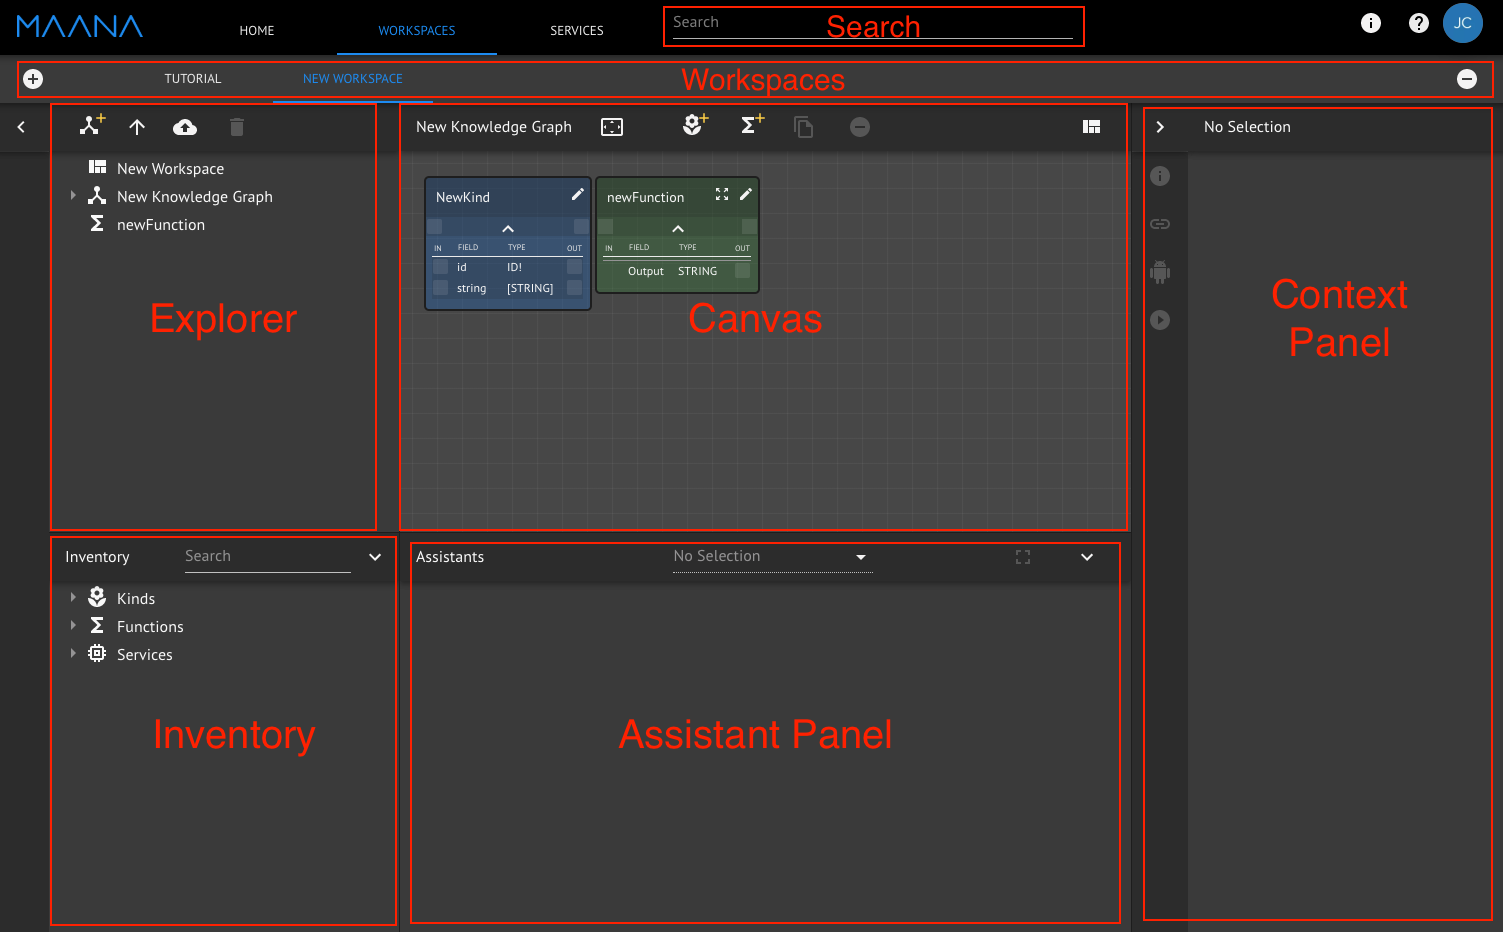 MAANA
HOME
WORKSPACES
SERVICES
Search
Search
JC
TUTORIAL
NEW WORKSPACE
Workspaces
New Workspace
New Knowledge Graph
newFunction
Explorer
New Knowledge Graph
NewKind
IN FIELD TYPE OUT
id ID!
string [STRING]
newFunction
IN FIELD TYPE OUT
Output STRING
Canvas
No Selection
Context
Panel
Inventory
Search
Kinds
Functions
Services
Inventory
Assistants
No Selection
Assistant Panel